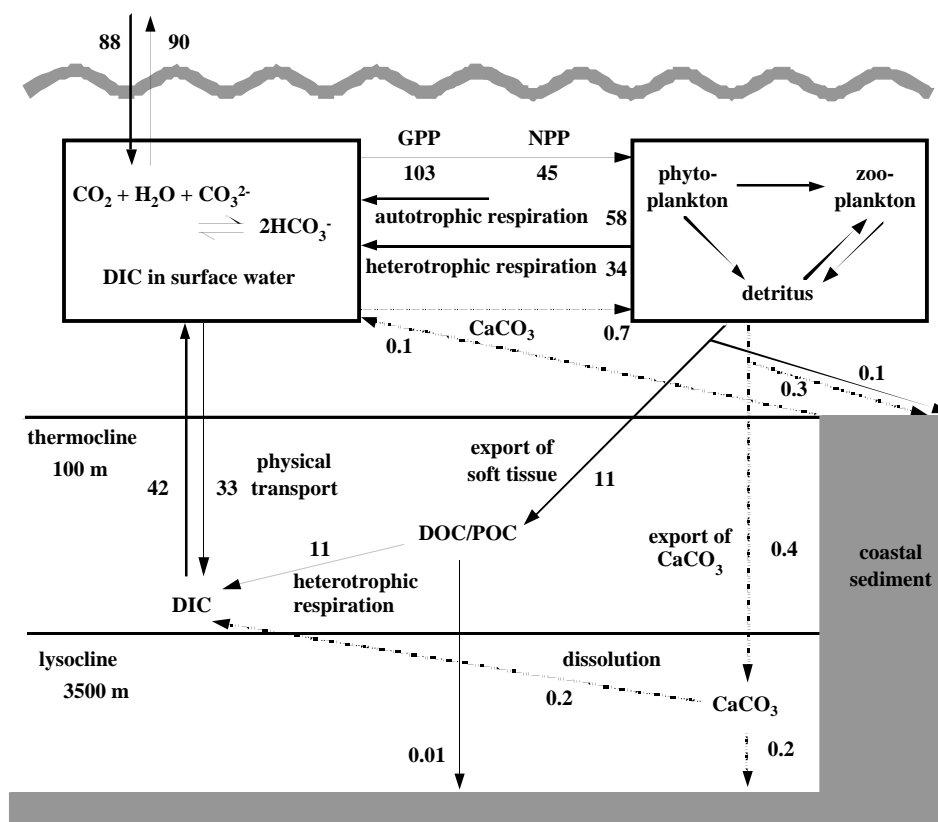 88 90
GPP NPP
103 45
CO₂ + H₂O + CO₃²⁻
2HCO₃⁻
DIC in surface water
autotrophic respiration 58
heterotrophic respiration 34
phyto-
plankton
zoo-
plankton
detritus
CaCO₃ 0.7
0.1
0.3 0.1
thermocline
100 m
42 33
physical
transport
export of
soft tissue
11
DOC/POC
11
heterotrophic
respiration
DIC
export of
CaCO₃
0.4
coastal
sediment
lysocline
3500 m
dissolution
0.2
CaCO₃
0.01
0.2